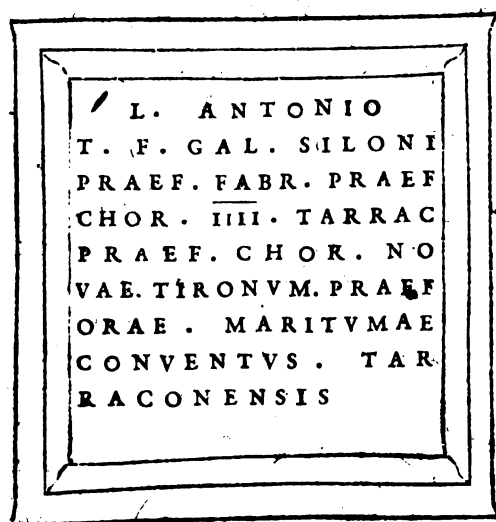 L. ANTONIO
T. F. GAL. SILONI
PRAEF. FABR. PRAEF
CHOR. IIII. TARRAC
PRAEF. CHOR. NO
VAE. TIRONVM. PRAEF
ORAE. MARITVMAE
CONVENTVS. TAR
RACONENSIS